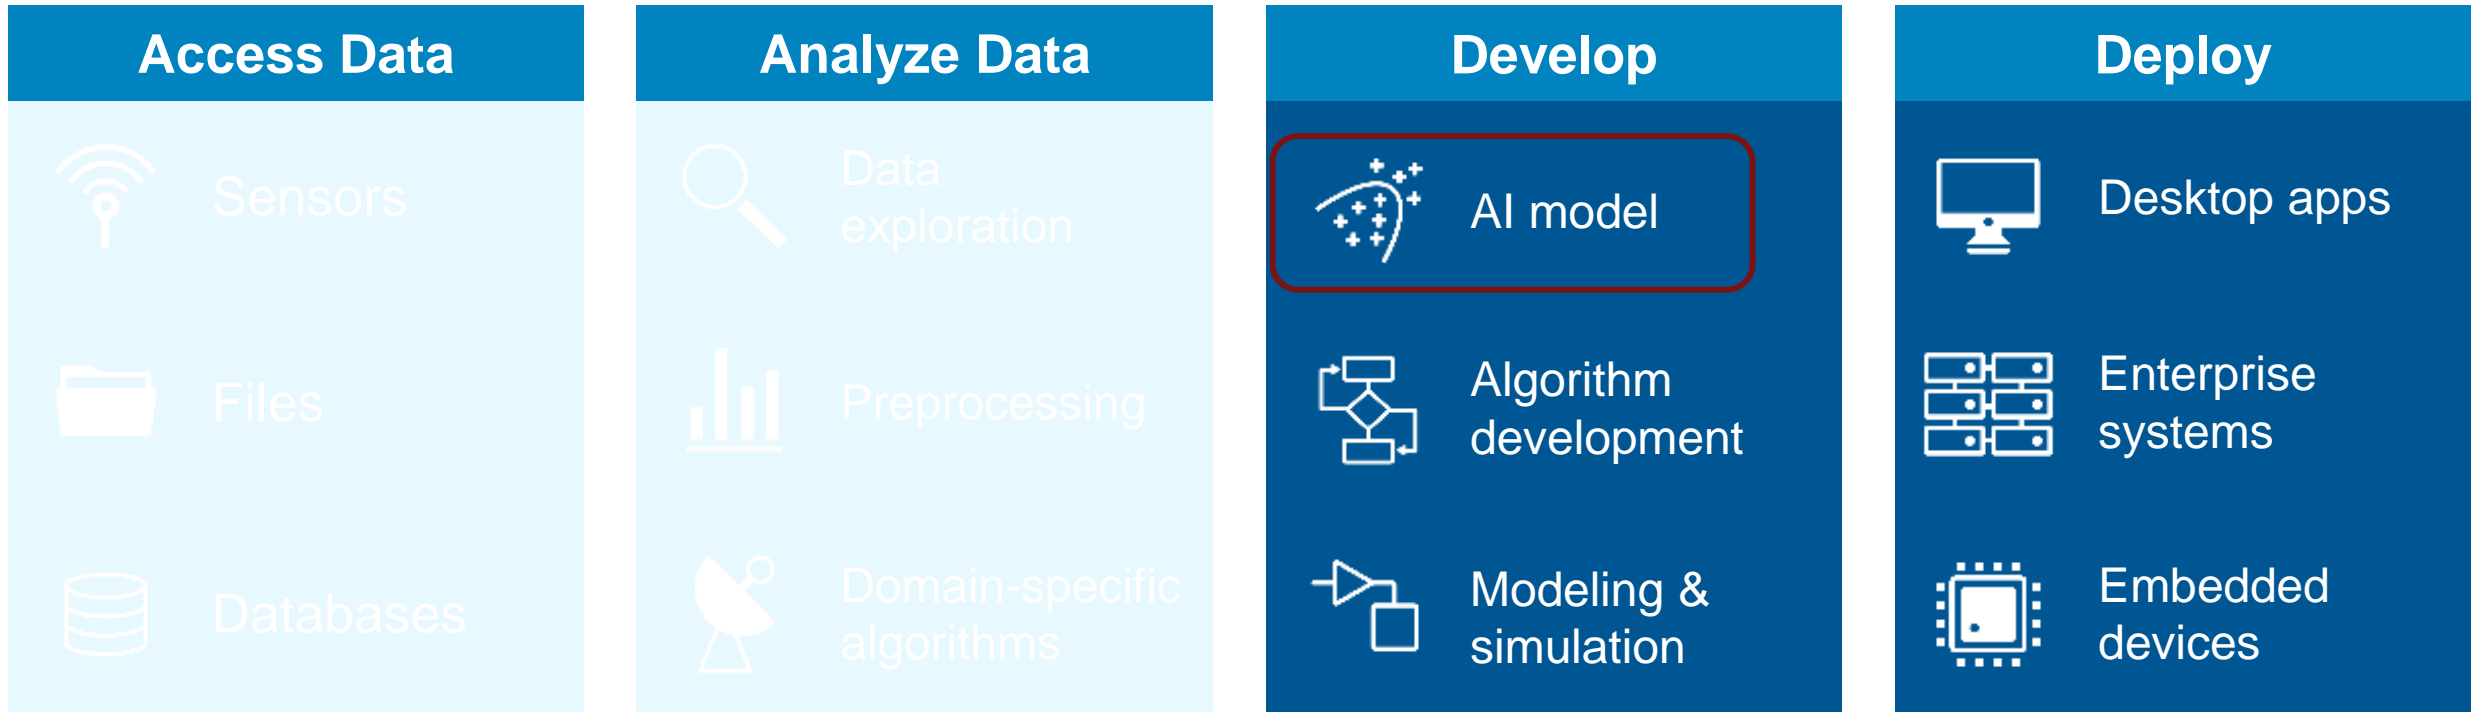 Access Data
Sensors
Files
Databases
Analyze Data
Data
exploration
Preprocessing
Domain-specific
algorithms
Develop
AI model
Algorithm
development
Modeling &
simulation
Deploy
Desktop apps
Enterprise
systems
Embedded
devices